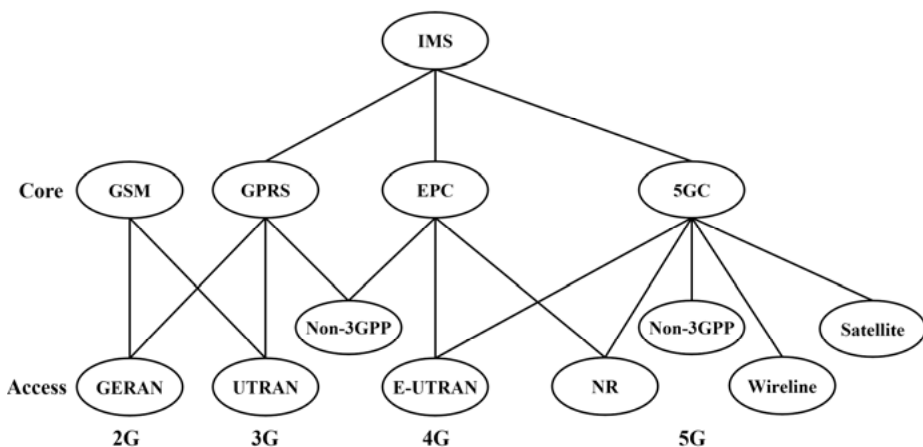 IMS
Core GSM GPRS EPC 5GC
Non-3GPP Non-3GPP Satellite
Access GERAN UTRAN E-UTRAN NR Wireline
2G 3G 4G 5G